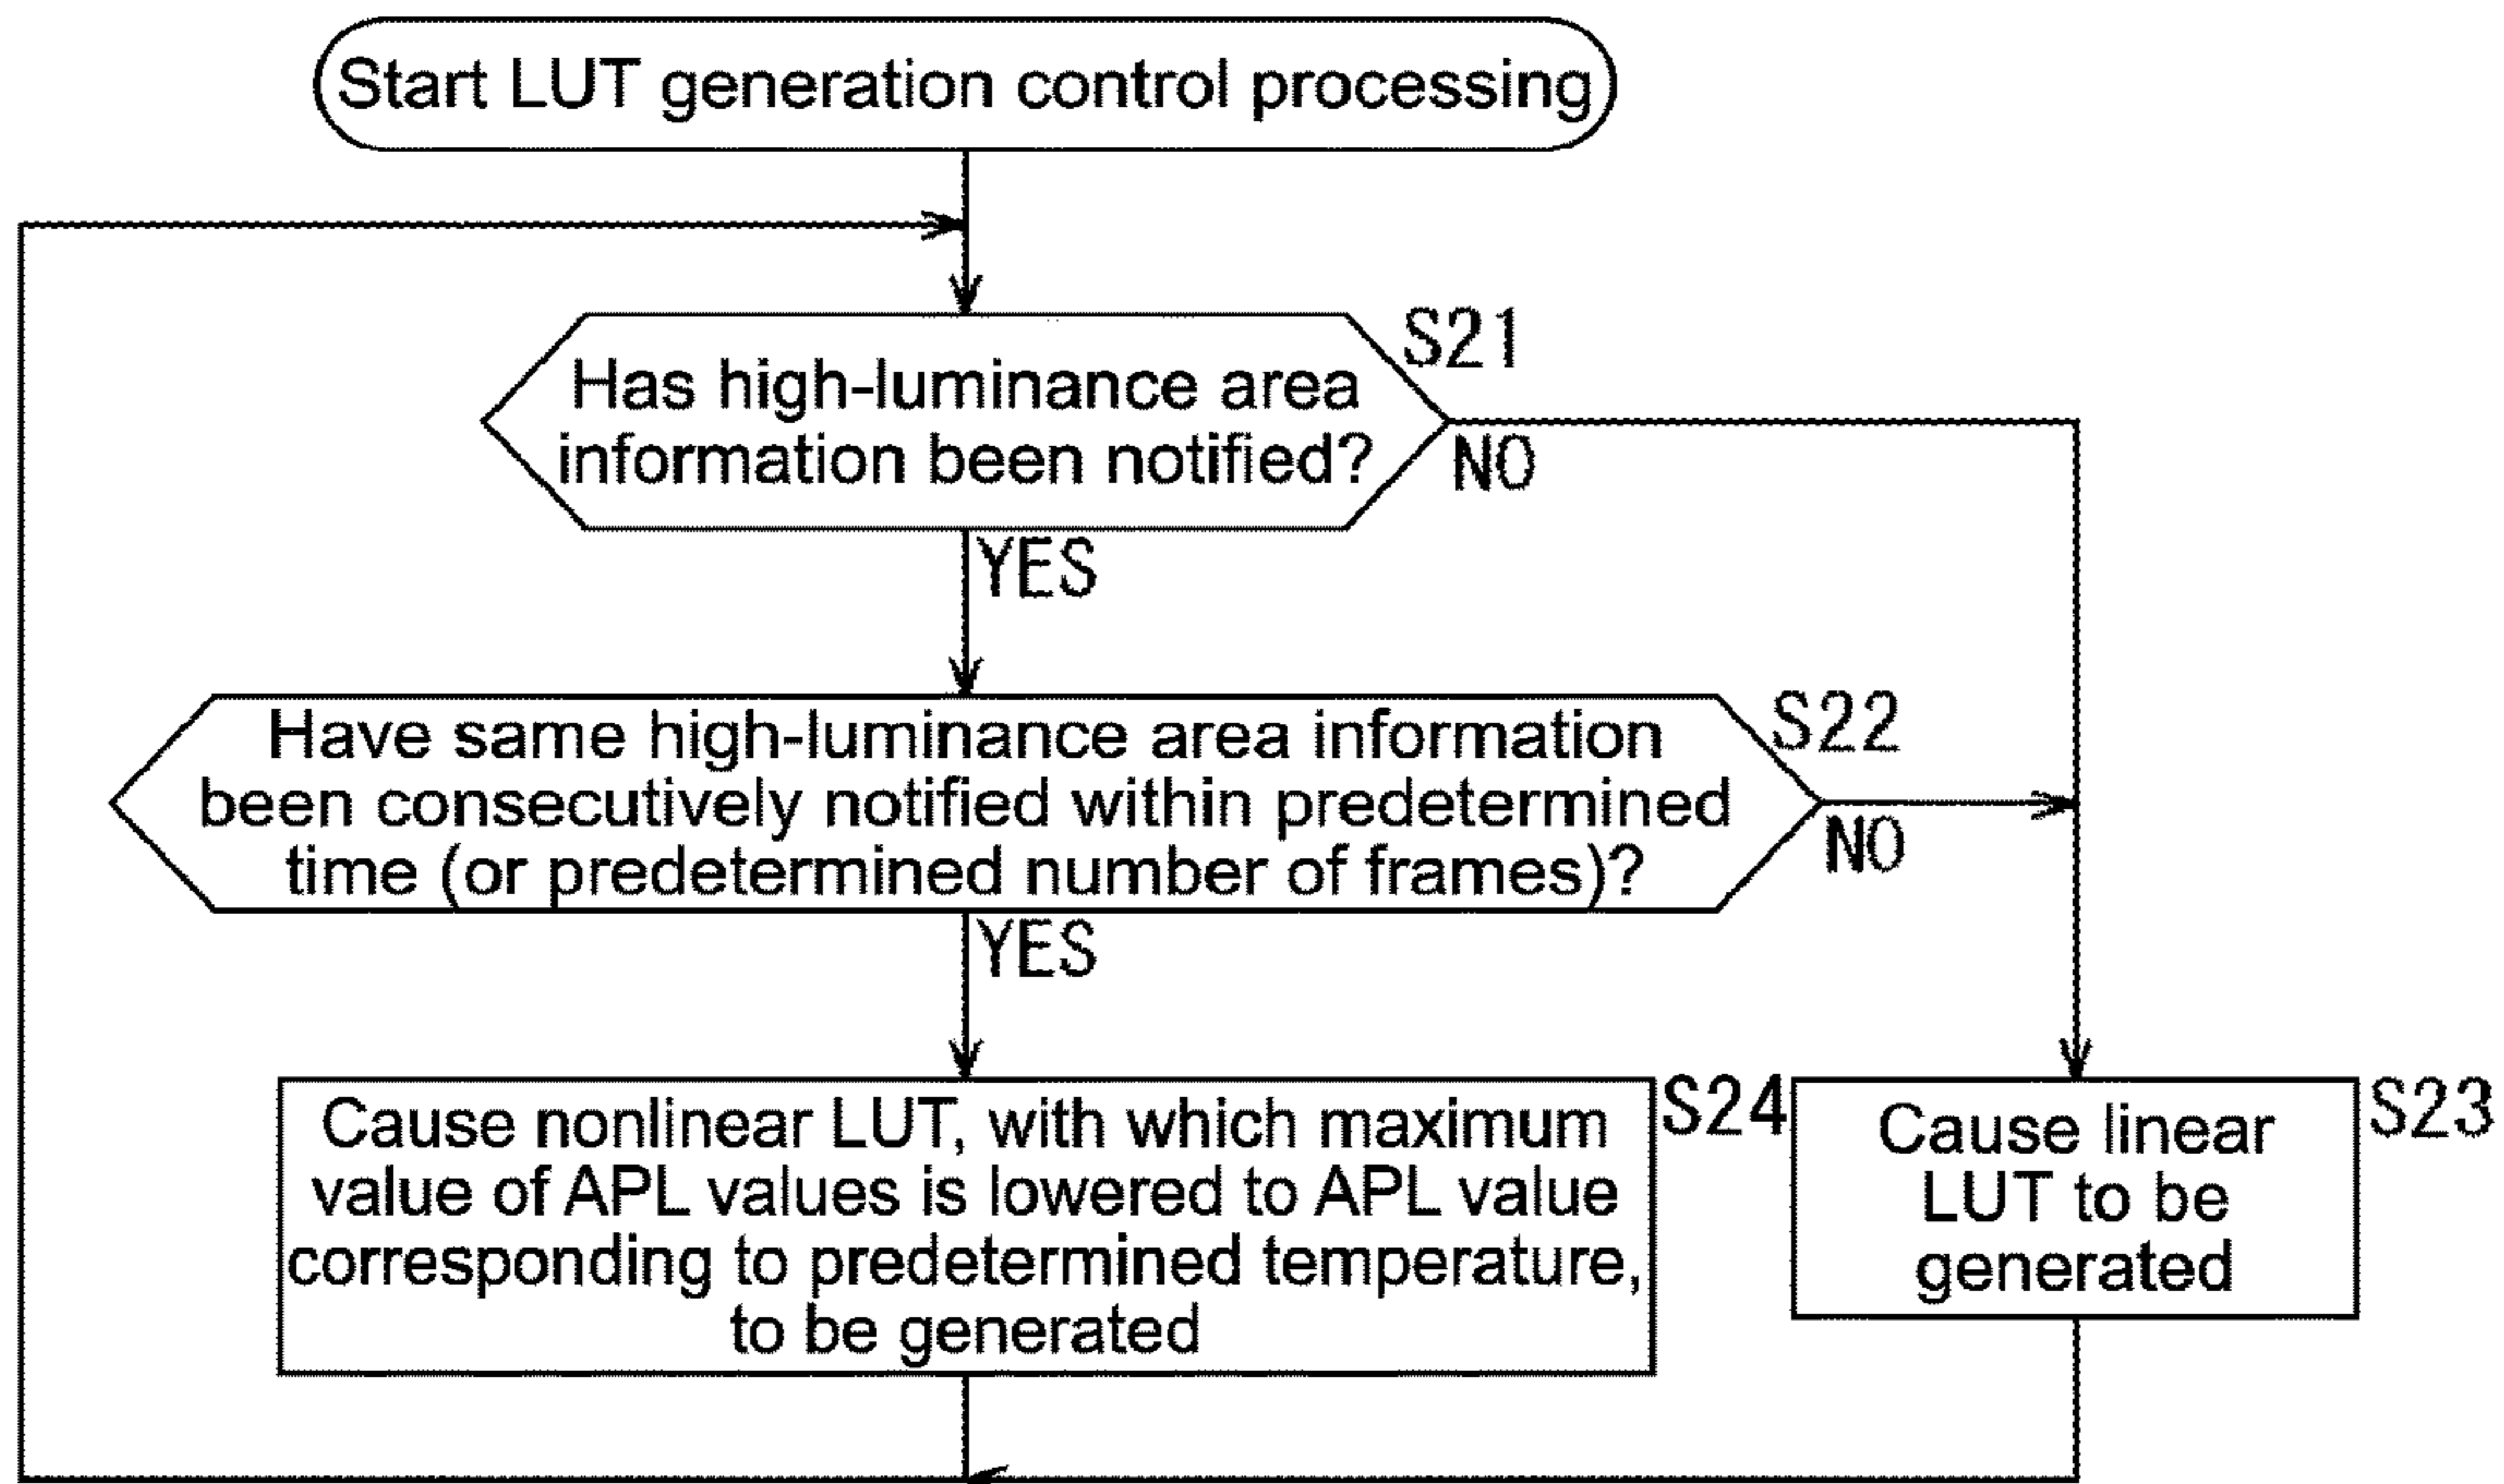 Start LUT generation control processing
S21
Has high-luminance area
information been notified?
NO
YES
S22
Have same high-luminance area information
been consecutively notified within predetermined
time (or predetermined number of frames)?
NO
YES
S24
Cause nonlinear LUT, with which maximum
value of APL values is lowered to APL value
corresponding to predetermined temperature,
to be generated
S23
Cause linear
LUT to be
generated